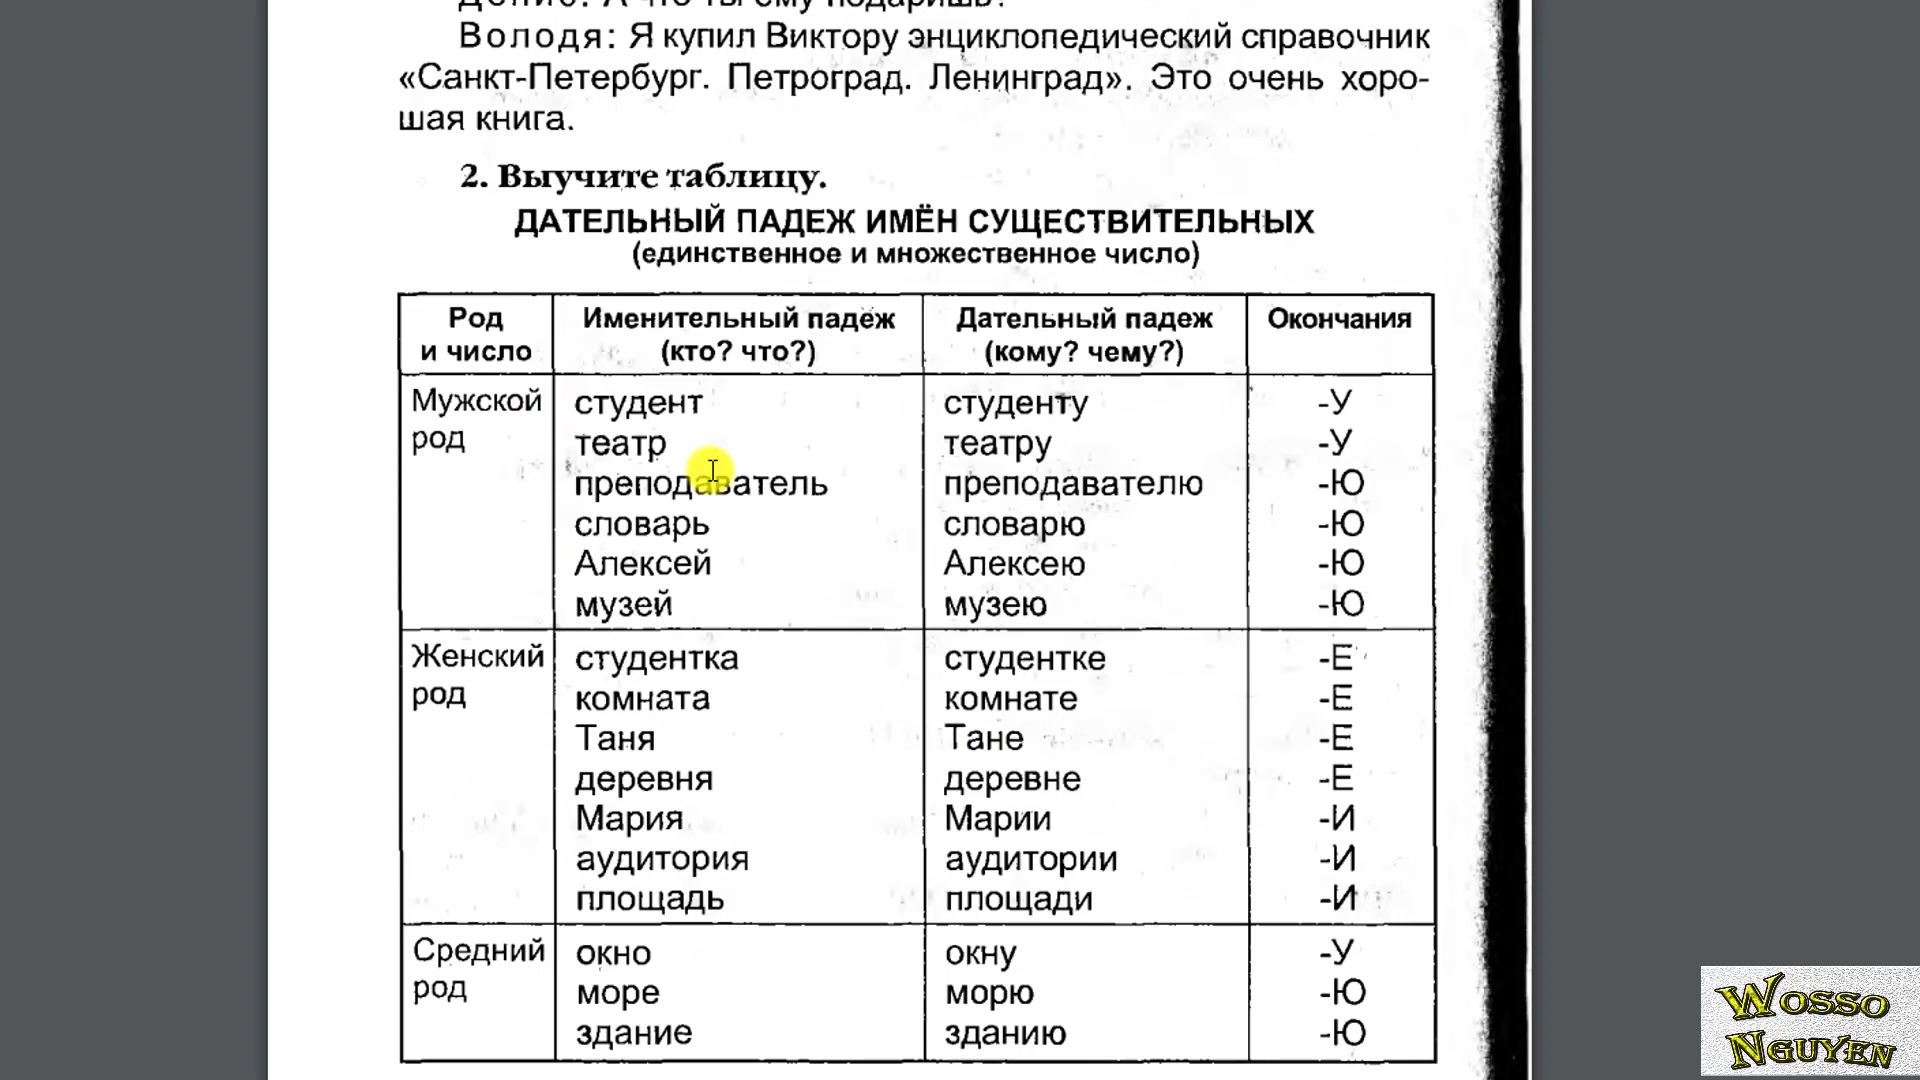 Володя: Я купил Виктору энциклопедический справочник
«Санкт-Петербург. Петроград. Ленинград». Это очень хоро-
шая книга.
2. Выучите таблицу.
ДАТЕЛЬНЫЙ ПАДЕЖ ИМЁН СУЩЕСТВИТЕЛЬНЫХ
(единственное и множественное число)
Род и число Именительный падеж (кто? что?) Дательный падеж (кому? чему?) Окончания
Мужской род
студент студенту -У
театр театру -У
преподаватель преподавателю -Ю
словарь словарю -Ю
Алексей Алексею -Ю
музей музею -Ю
Женский род
студентка студентке -Е
комната комнате -Е
Таня Тане -Е
деревня деревне -Е
Мария Марии -И
аудитория аудитории -И
площадь площади -И
Средний род
окно окну -У
море морю -Ю
здание зданию -Ю
Wosso
Nguyen